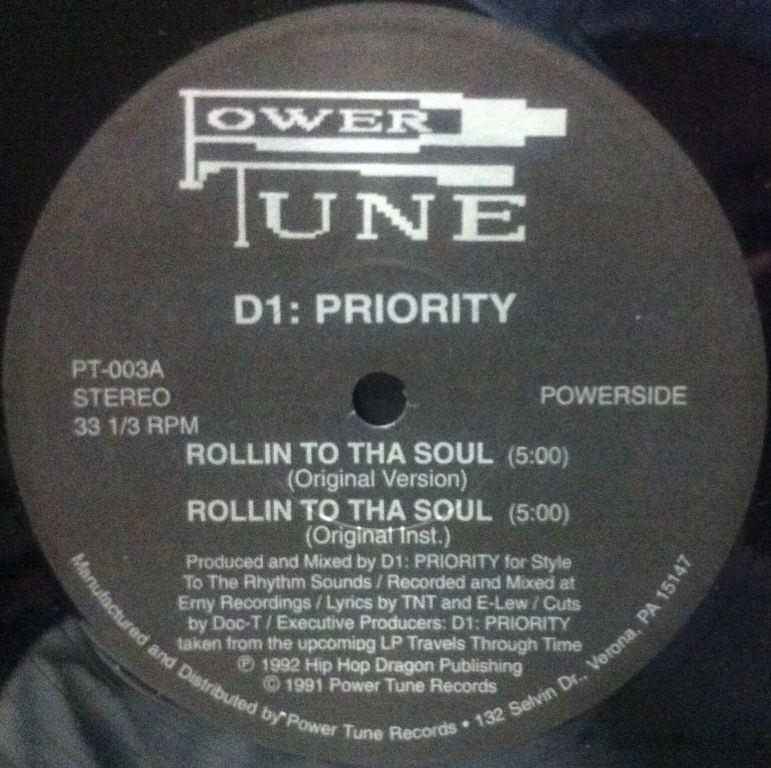 POWER
TUNE
D1: PRIORITY
PT-003A
STEREO
33 1/3 RPM
POWERSIDE
ROLLIN TO THA SOUL (5:00)
(Original Version)
ROLLIN TO THA SOUL (5:00)
(Original Inst.)
Produced and Mixed by D1: PRIORITY for Style
To The Rhythm Sounds / Recorded and Mixed at
Erny Recordings / Lyrics by TNT and E-Lew / Cuts
by Doc-T / Executive Producers: D1: PRIORITY
taken from the upcoming LP Travels Through Time
℗ 1992 Hip Hop Dragon Publishing
© 1991 Power Tune Records
Manufactured and Distributed by Power Tune Records • 132 Selvin Dr., Verona, PA 15147